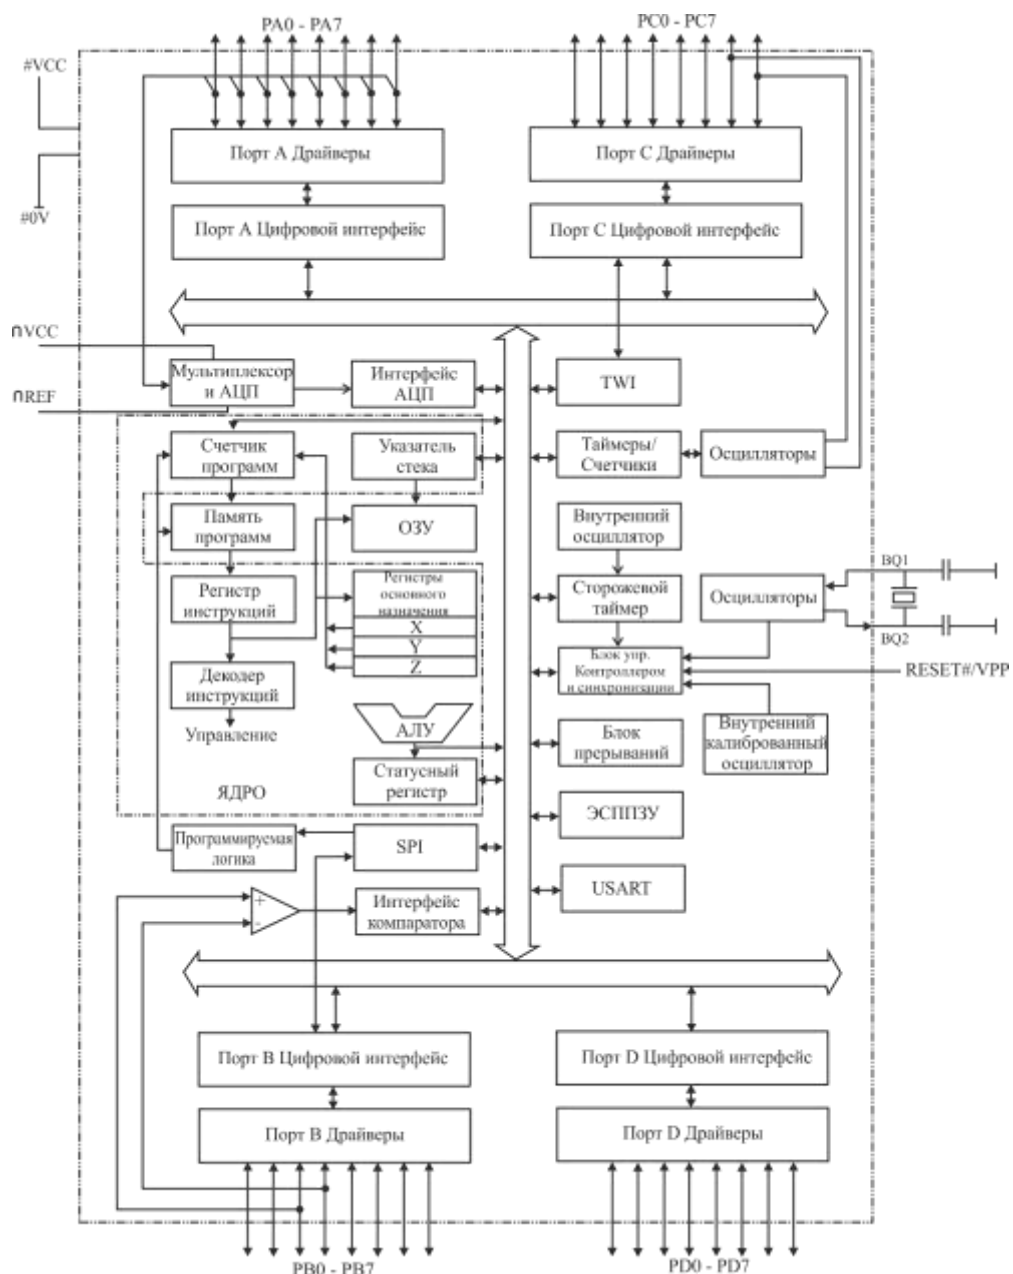 PA0 - PA7
PC0 - PC7
#VCC
Порт А Драйверы
Порт С Драйверы
#0V
Порт А Цифровой интерфейс
Порт С Цифровой интерфейс
∩VCC
∩REF
Мультиплексор
и АЦП
Интерфейс
АЦП
TWI
Счетчик
программ
Указатель
стека
Таймеры/
Счетчики
Осцилляторы
Память
программ
ОЗУ
Внутренний
осциллятор
Регистр
инструкций
Регистры
основного
назначения
X
Y
Z
Сторожевой
таймер
Осцилляторы
BQ1
BQ2
Декодер
инструкций
Блок упр.
Контроллером
и синхронизации
RESET#/VPP
Управление
АЛУ
Блок
прерываний
Внутренний
калиброванный
осциллятор
Статусный
регистр
ЯДРО
ЭСППЗУ
Программируемая
логика
SPI
USART
+
-
Интерфейс
компаратора
Порт В Цифровой интерфейс
Порт D Цифровой интерфейс
Порт В Драйверы
Порт D Драйверы
PB0 - PB7
PD0 - PD7